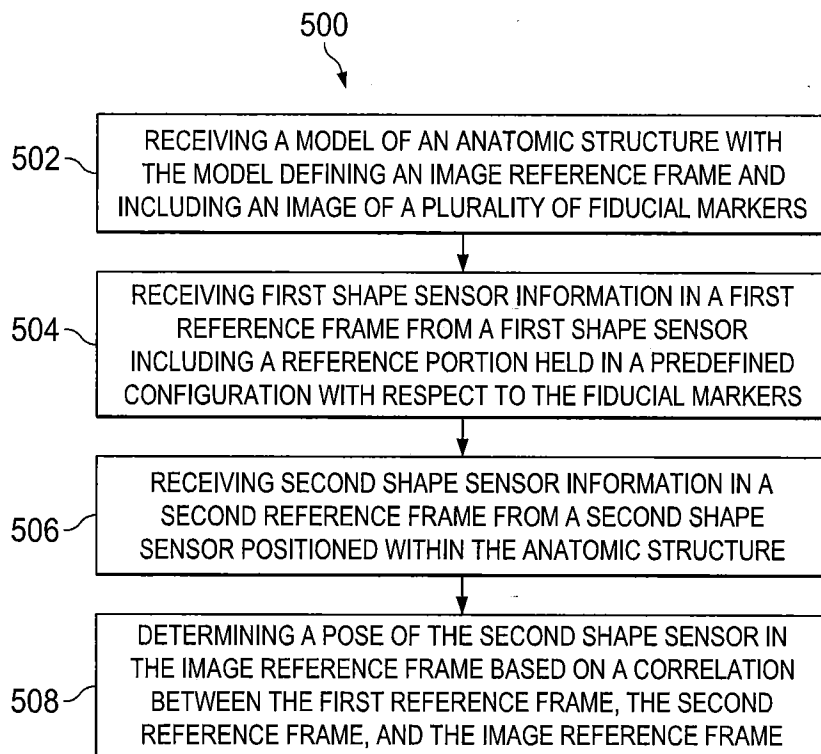 500
502
RECEIVING A MODEL OF AN ANATOMIC STRUCTURE WITH
THE MODEL DEFINING AN IMAGE REFERENCE FRAME AND
INCLUDING AN IMAGE OF A PLURALITY OF FIDUCIAL MARKERS
504
RECEIVING FIRST SHAPE SENSOR INFORMATION IN A FIRST
REFERENCE FRAME FROM A FIRST SHAPE SENSOR
INCLUDING A REFERENCE PORTION HELD IN A PREDEFINED
CONFIGURATION WITH RESPECT TO THE FIDUCIAL MARKERS
506
RECEIVING SECOND SHAPE SENSOR INFORMATION IN A
SECOND REFERENCE FRAME FROM A SECOND SHAPE
SENSOR POSITIONED WITHIN THE ANATOMIC STRUCTURE
508
DETERMINING A POSE OF THE SECOND SHAPE SENSOR IN
THE IMAGE REFERENCE FRAME BASED ON A CORRELATION
BETWEEN THE FIRST REFERENCE FRAME, THE SECOND
REFERENCE FRAME, AND THE IMAGE REFERENCE FRAME